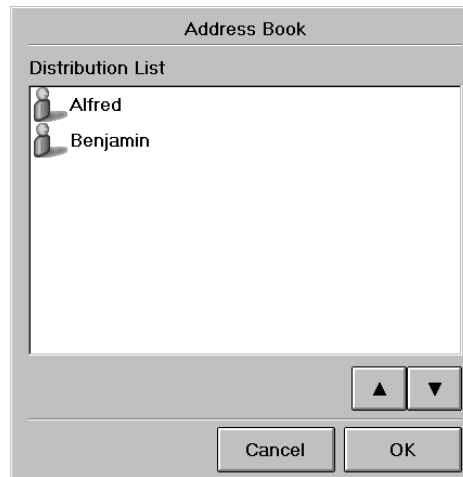 Address Book
Distribution List
Alfred
Benjamin
▲ ▼
Cancel OK